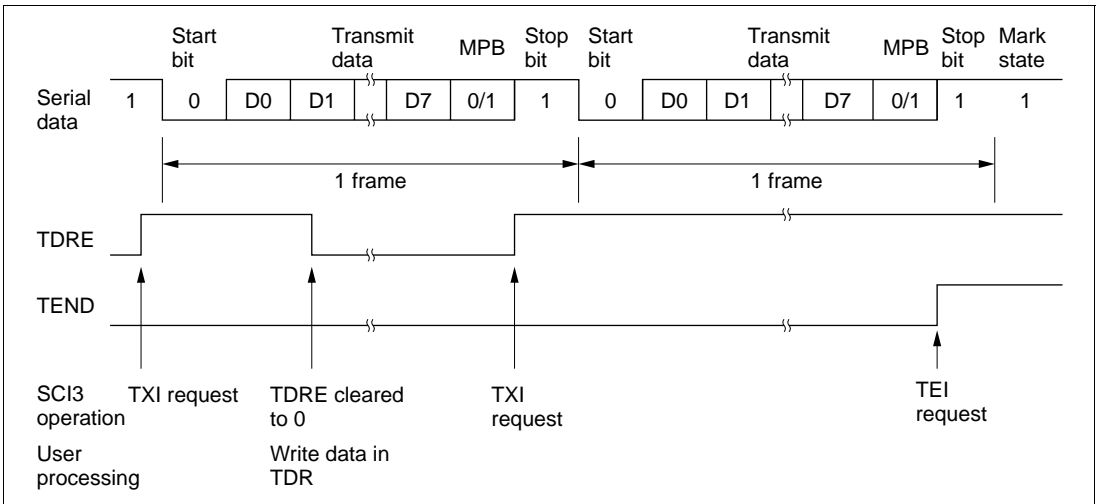 Start bit Transmit data MPB Stop bit Start bit Transmit data MPB Stop bit Mark state
Serial data 1 0 D0 D1 D7 0/1 1 0 D0 D1 D7 0/1 1 1
1 frame 1 frame
TDRE
TEND
SCI3 operation TXI request TDRE cleared to 0 TXI request TEI request
User processing Write data in TDR